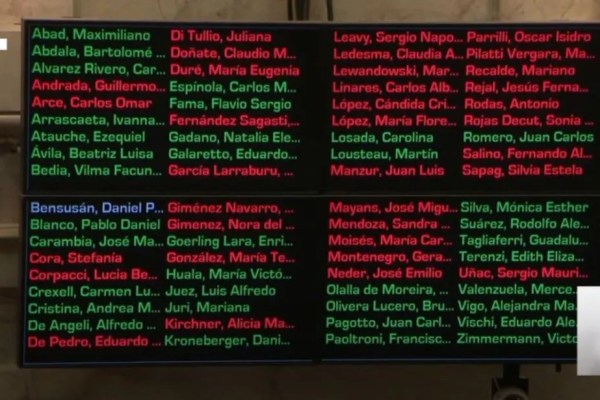 Abad, Maximiliano
Abdala, Bartolomé ...
Alvarez Rivero, Car...
Andrada, Guillermo...
Arce, Carlos Omar
Arrascaeta, Ivanna...
Atauche, Ezequiel
Ávila, Beatriz Luisa
Bedia, Vilma Facun...
Di Tullio, Juliana
Doñate, Claudio M...
Duré, María Eugenia
Espínola, Carlos M...
Fama, Flavio Sergio
Fernández Sagasti,...
Gadano, Natalia Ele...
Galaretto, Eduardo...
García Larraburu, ...
Leavy, Sergio Napo...
Ledesma, Claudia A...
Lewandowski, Mar...
Linares, Carlos Alb...
López, Cándida Cri...
López, María Flore...
Losada, Carolina
Lousteau, Martín
Manzur, Juan Luis
Parrilli, Oscar Isidro
Pilatti Vergara, Ma...
Recalde, Mariano
Rejal, Jesús Ferna...
Rodas, Antonio
Rojas Decut, Sonia ...
Romero, Juan Carlos
Salino, Fernando Al...
Sapag, Silvia Estela
Bensusán, Daniel P...
Blanco, Pablo Daniel
Carambia, José Ma...
Cora, Stefanía
Corpacci, Lucia Be...
Crexell, Carmen Lu...
Cristina, Andrea M...
De Angeli, Alfredo ...
De Pedro, Eduardo ...
Giménez Navarro, ...
Gimenez, Nora del ...
Goerling Lara, Enri...
González, María Te...
Huala, María Victó...
Juez, Luis Alfredo
Juri, Mariana
Kirchner, Alicia Ma...
Kroneberger, Dani...
Mayans, José Migu...
Mendoza, Sandra ...
Moisés, María Car...
Montenegro, Gera...
Neder, José Emilio
Olalla de Moreira, ...
Olivera Lucero, Bru...
Pagotto, Juan Carl...
Paoltroni, Francisc...
Silva, Mónica Esther
Suárez, Rodolfo Ale...
Tagliaferri, Guadalu...
Terenzi, Edith Eliza...
Uñac, Sergio Mauri...
Valenzuela, Merce...
Vigo, Alejandra Ma...
Vischi, Eduardo Ale...
Zimmermann, Victo